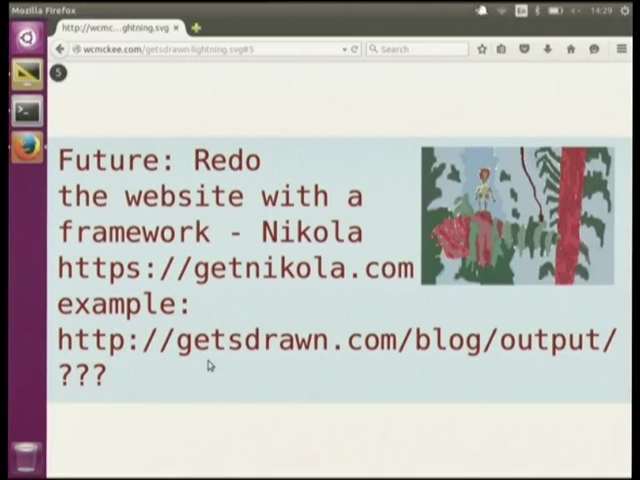 Mozilla Firefox
En
14:29
http://wcmc...ghtning.svg
wcmckee.com/getsdrawn-lightning.svg#5
Search
5
Future: Redo
the website with a
framework - Nikola
https://getnikola.com
example:
http://getsdrawn.com/blog/output/
???